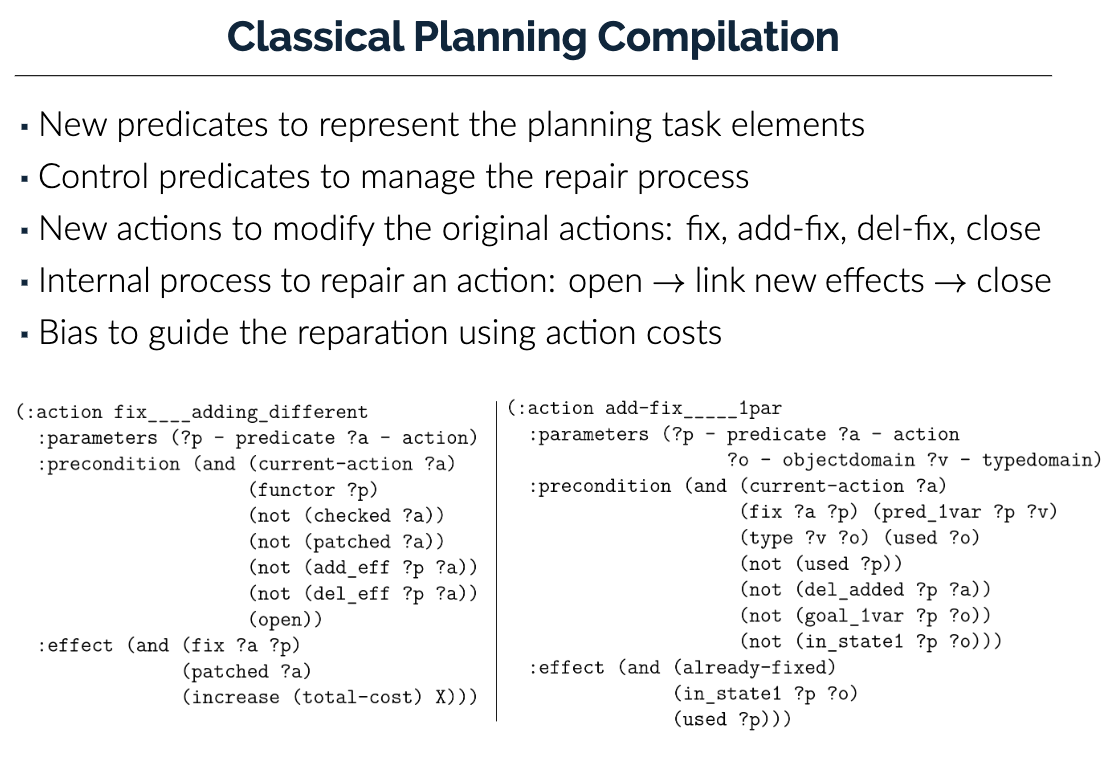 Classical Planning Compilation
▪ New predicates to represent the planning task elements
▪ Control predicates to manage the repair process
▪ New actions to modify the original actions: fix, add-fix, del-fix, close
▪ Internal process to repair an action: open → link new effects → close
▪ Bias to guide the reparation using action costs
(:action fix____adding_different
:parameters (?p - predicate ?a - action)
:precondition (and (current-action ?a)
(functor ?p)
(not (checked ?a))
(not (patched ?a))
(not (add_eff ?p ?a))
(not (del_eff ?p ?a))
(open))
:effect (and (fix ?a ?p)
(patched ?a)
(increase (total-cost) X)))
(:action add-fix_____1par
:parameters (?p - predicate ?a - action
?o - objectdomain ?v - typedomain)
:precondition (and (current-action ?a)
(fix ?a ?p) (pred_1var ?p ?v)
(type ?v ?o) (used ?o)
(not (used ?p))
(not (del_added ?p ?a))
(not (goal_1var ?p ?o))
(not (in_state1 ?p ?o)))
:effect (and (already-fixed)
(in_state1 ?p ?o)
(used ?p)))